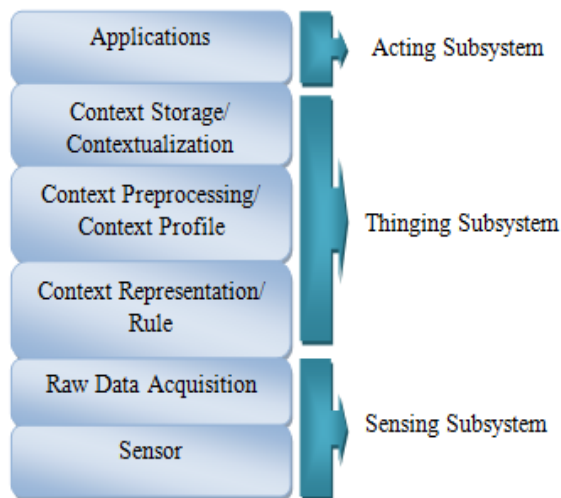 Applications
Acting Subsystem
Context Storage/
Contextualization
Context Preprocessing/
Context Profile
Thinging Subsystem
Context Representation/
Rule
Raw Data Acquisition
Sensing Subsystem
Sensor